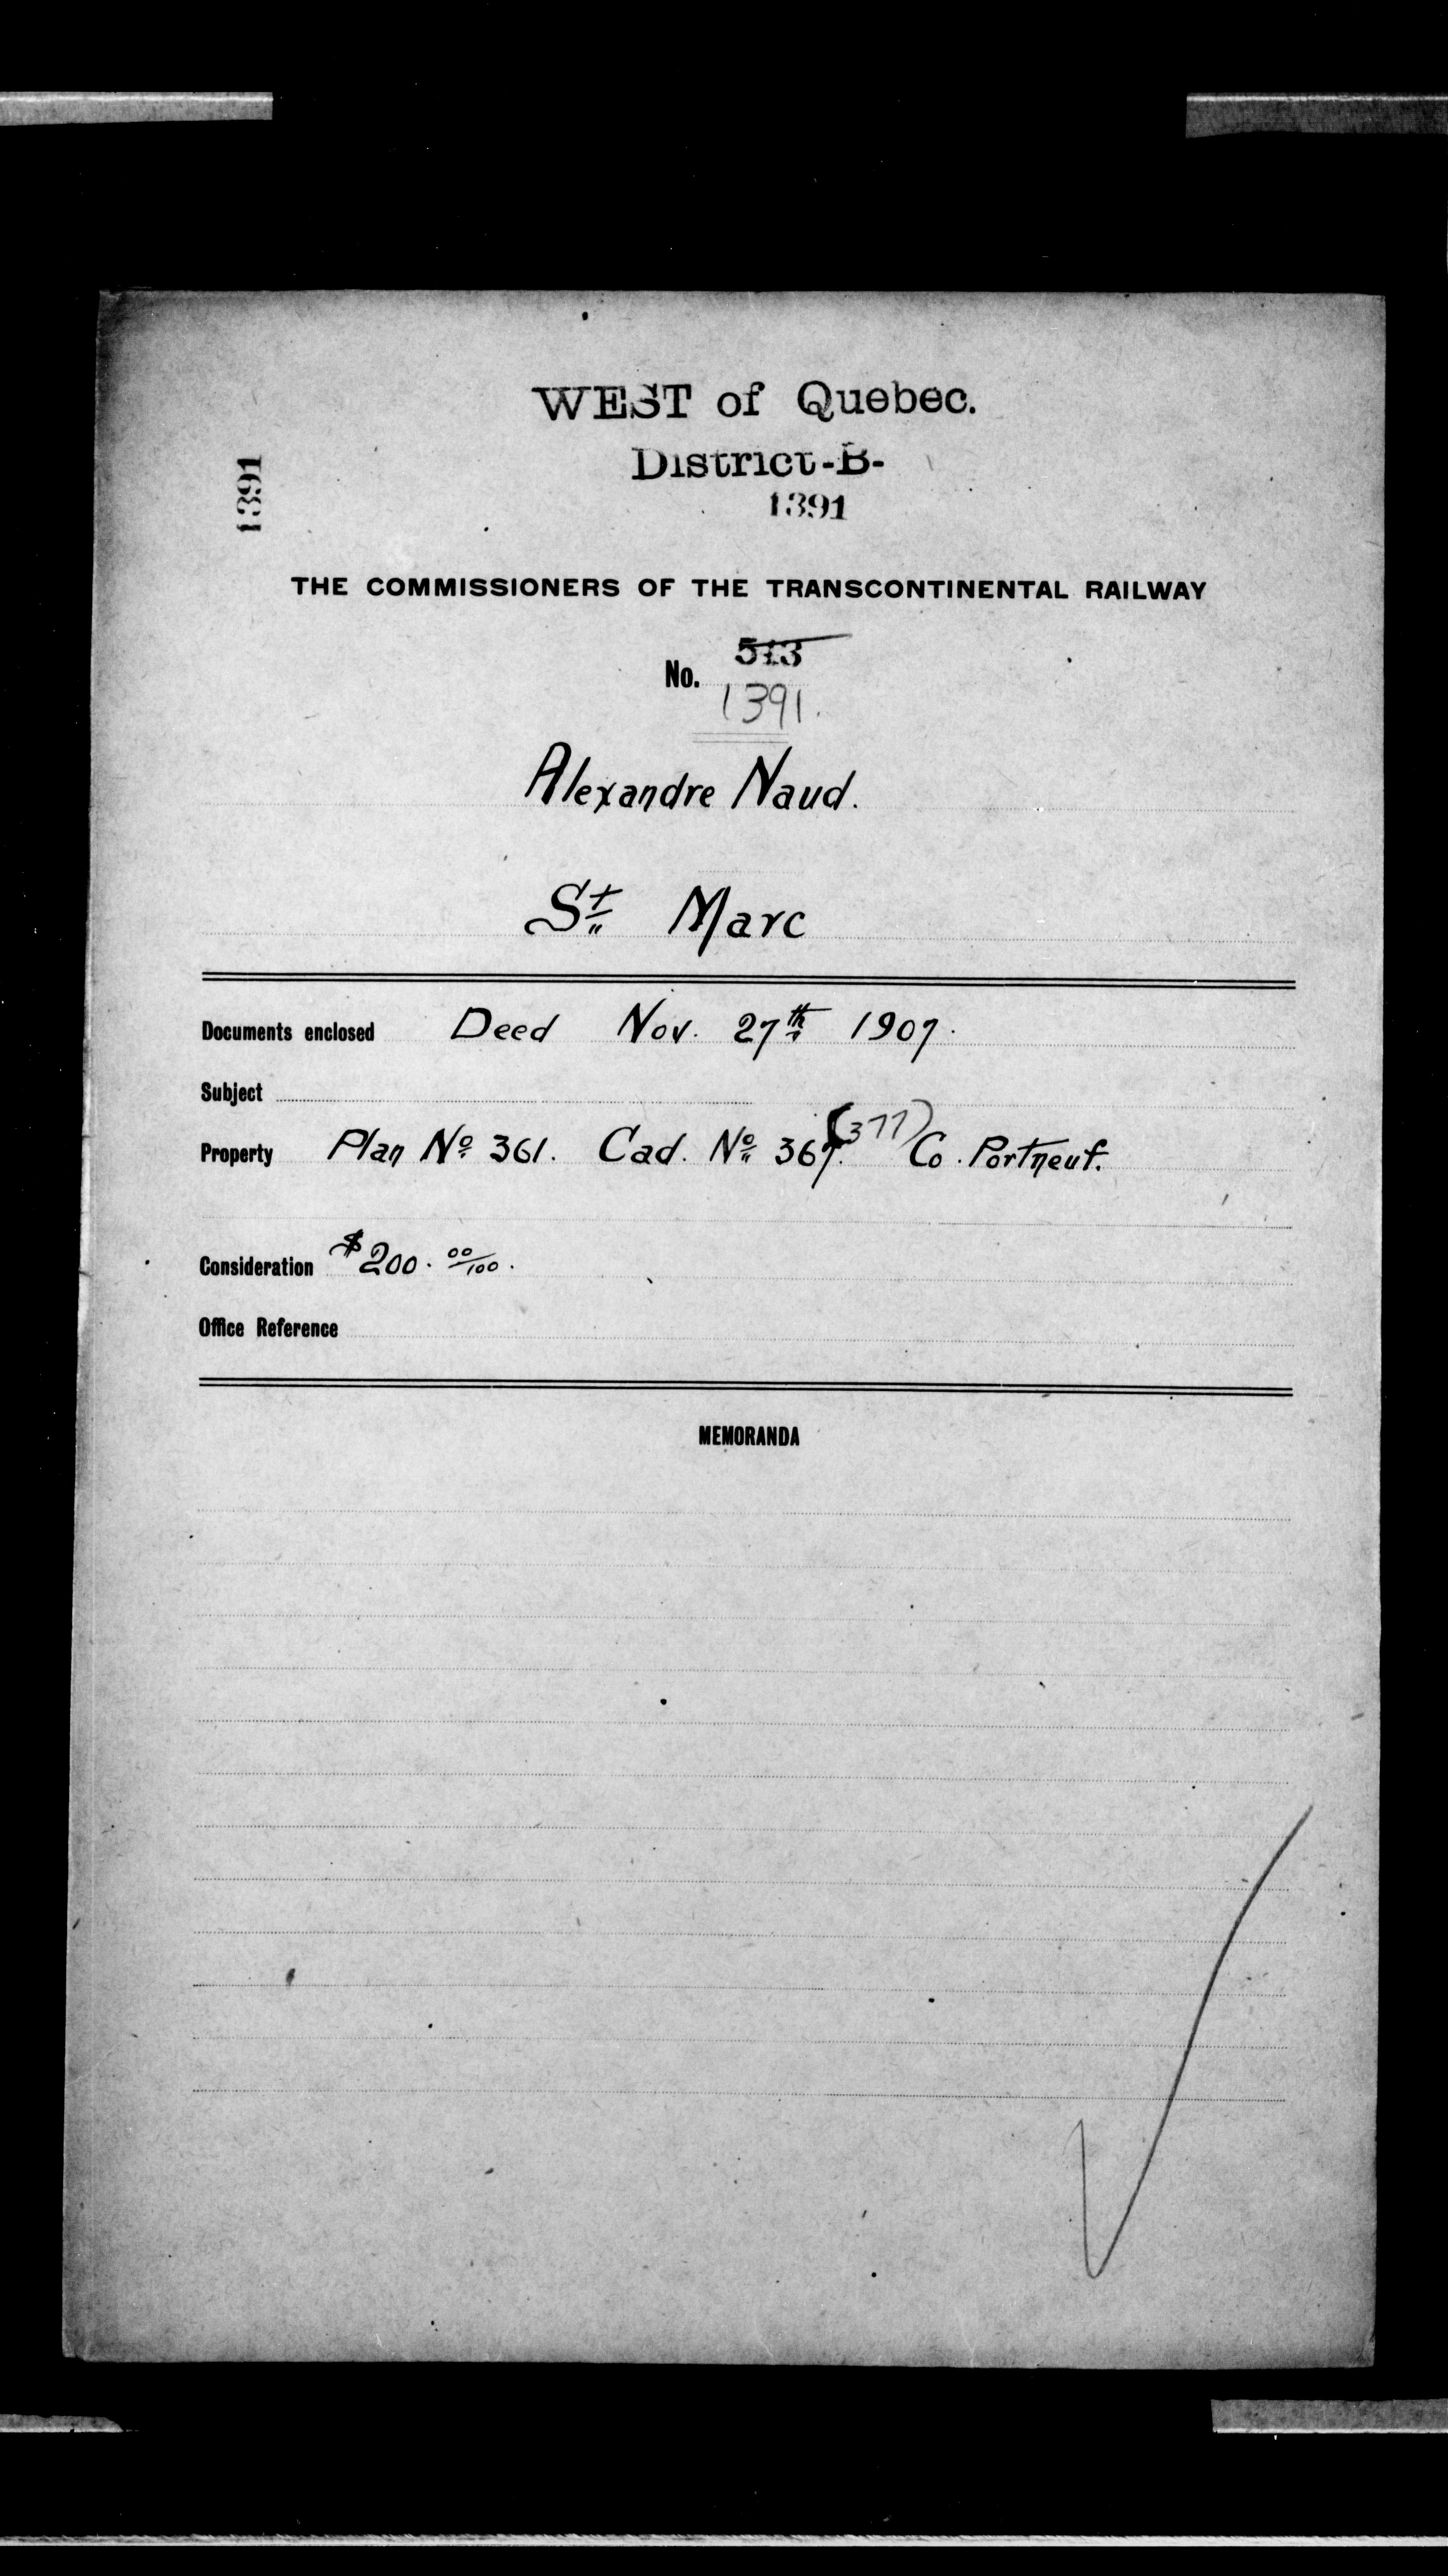 WEST of Quebec.
District-B-
1391
1391
THE COMMISSIONERS OF THE TRANSCONTINENTAL RAILWAY
No. 513
1391.
Alexandre Naud.
St. Marc
Documents enclosed Deed Nov. 27th 1907.
Subject
Property Plan No. 361. Cad. No. 367. (377) Co. Portneuf.
Consideration $200. 00/100.
Office Reference
MEMORANDA